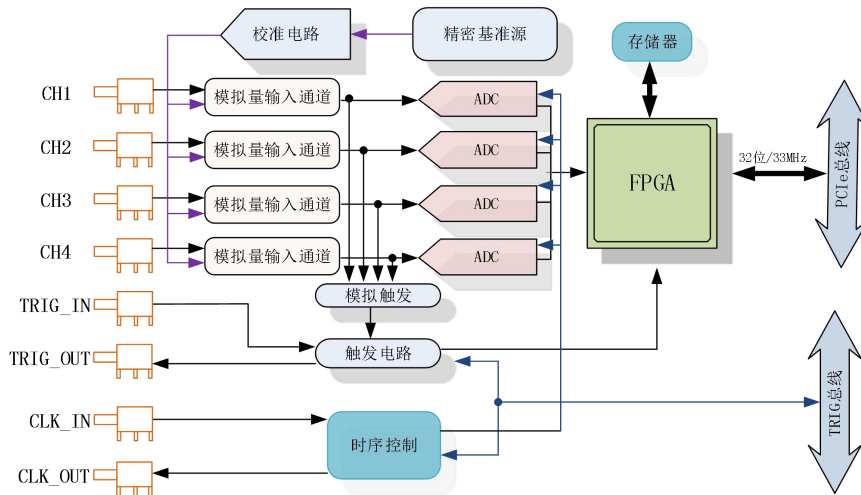 校准电路
精密基准源
存储器
CH1
模拟量输入通道
ADC
CH2
模拟量输入通道
ADC
CH3
模拟量输入通道
ADC
CH4
模拟量输入通道
ADC
FPGA
32位/33MHz
PCIe总线
TRIG_IN
模拟触发
TRIG_OUT
触发电路
CLK_IN
时序控制
CLK_OUT
TRIG总线